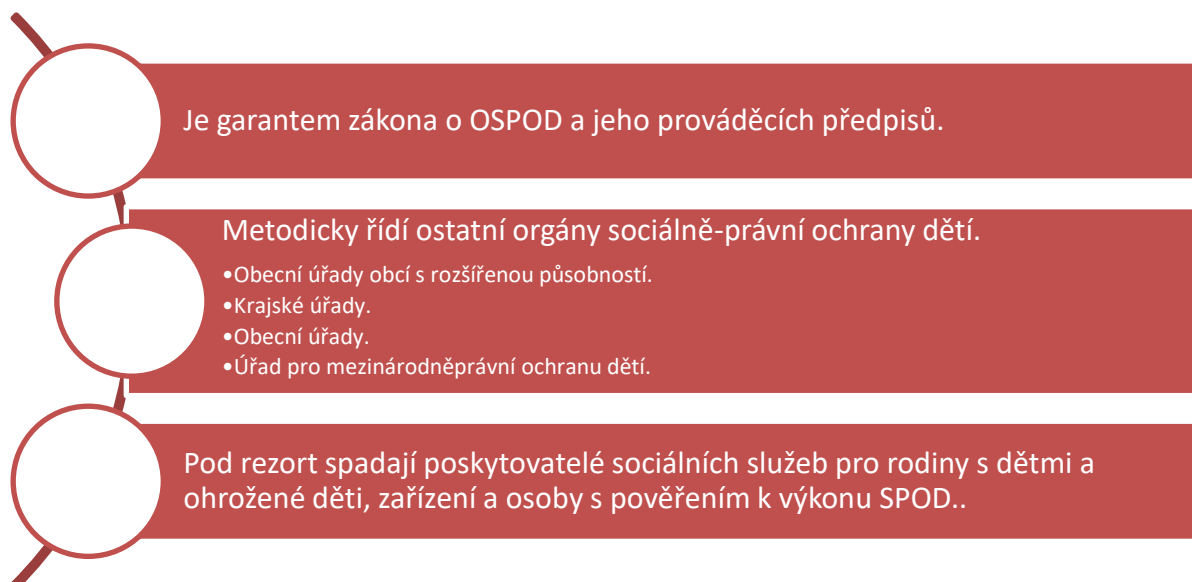 Je garantem zákona o OSPOD a jeho prováděcích předpisů.
Metodicky řídí ostatní orgány sociálně-právní ochrany dětí.
•Obecní úřady obcí s rozšířenou působností.
•Krajské úřady.
•Obecní úřady.
•Úřad pro mezinárodněprávní ochranu dětí.
Pod rezort spadají poskytovatelé sociálních služeb pro rodiny s dětmi a
ohrožené děti, zařízení a osoby s pověřením k výkonu SPOD..